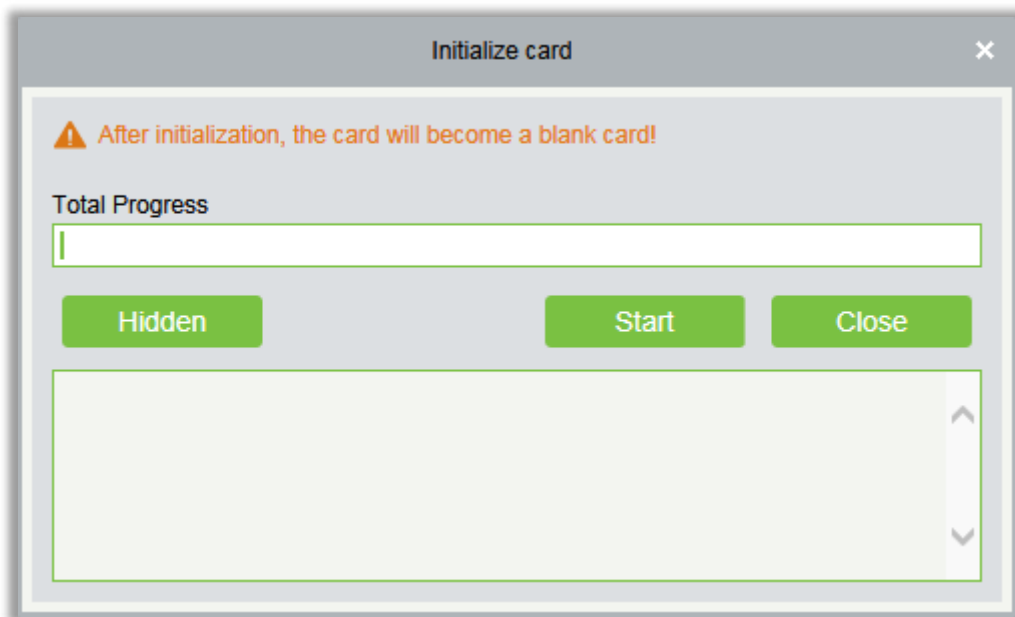 Initialize card
After initialization, the card will become a blank card!
Total Progress
Hidden Start Close